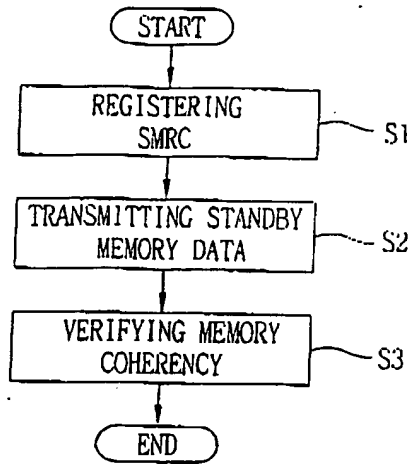 START
REGISTERING
SMRC
S1
TRANSMITTING STANDBY
MEMORY DATA
S2
VERIFYING MEMORY
COHERENCY
S3
END